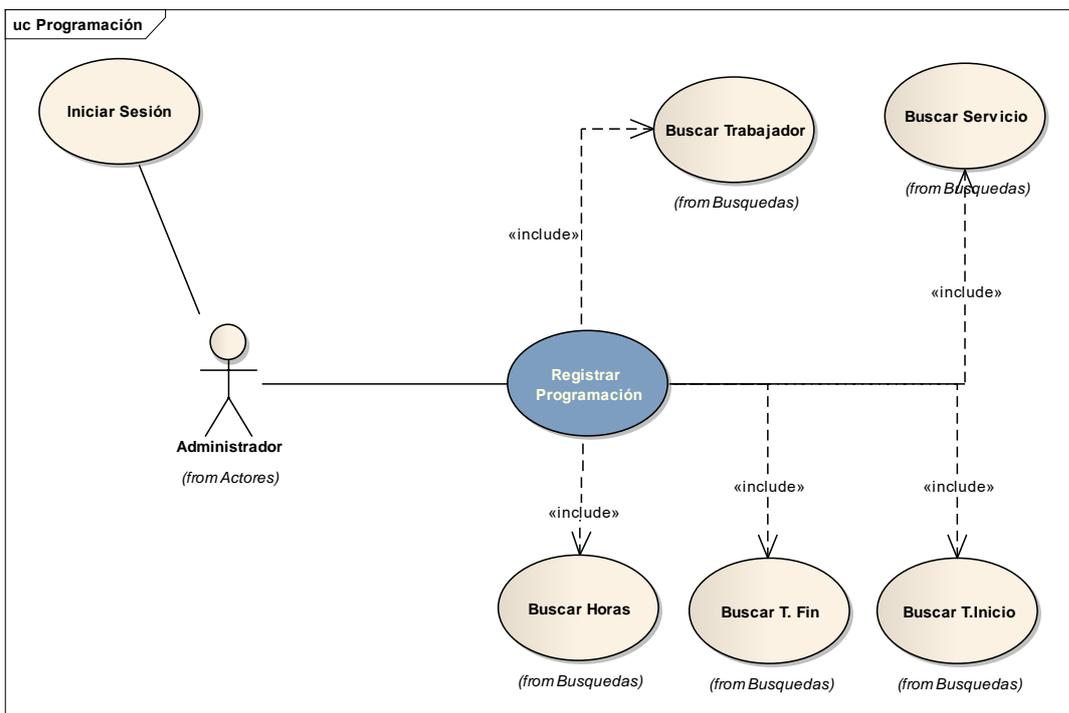 uc Programación
Iniciar Sesión
Buscar Trabajador
(from Busquedas)
Buscar Servicio
(from Busquedas)
«include»
«include»
Registrar
Programación
Administrador
(from Actores)
«include»
«include»
«include»
Buscar Horas
(from Busquedas)
Buscar T. Fin
(from Busquedas)
Buscar T.Inicio
(from Busquedas)